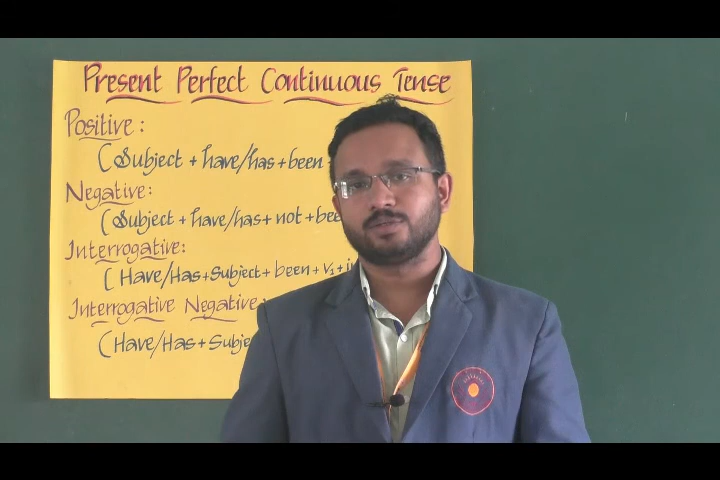 Present Perfect Continuous Tense
Positive :
( Subject + have/has + been
Negative :
( Subject + have/has + not + bee
Interrogative:
( Have/Has + Subject + been + V1 + i
Interrogative Negative :
( Have/Has + Subje